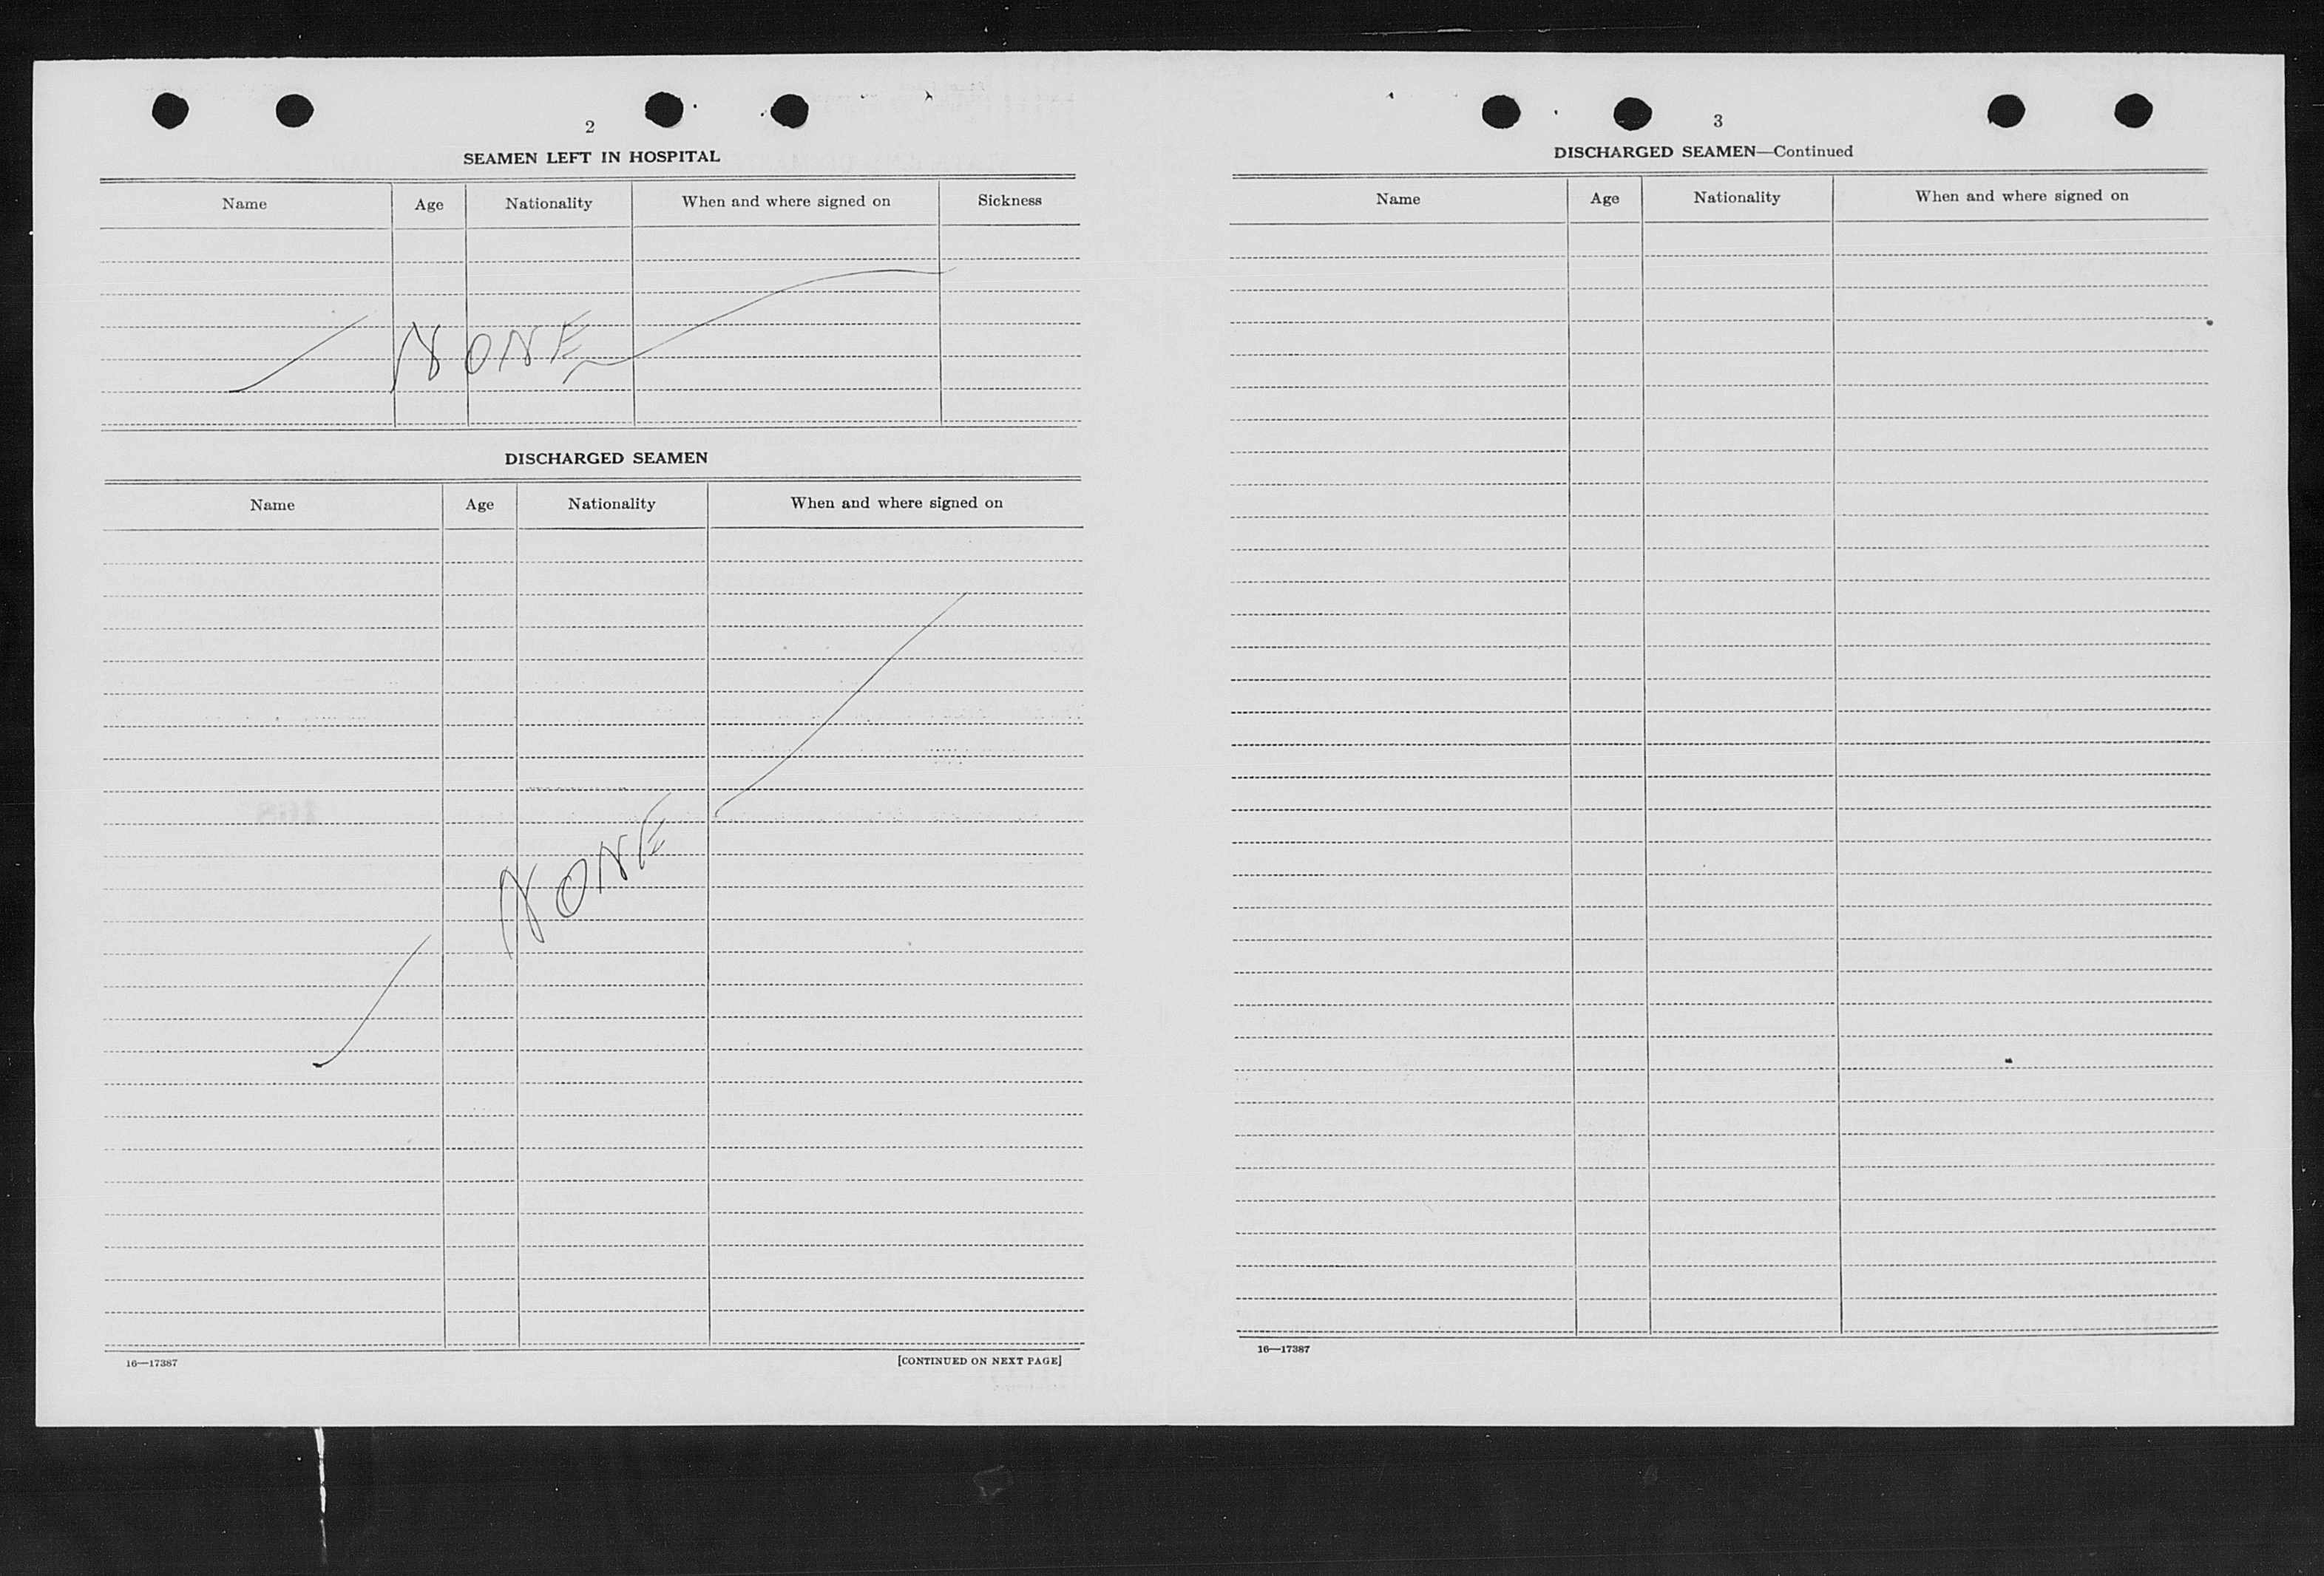 2
SEAMEN LEFT IN HOSPITAL
Name Age Nationality When and where signed on Sickness
NONE
DISCHARGED SEAMEN
Name Age Nationality When and where signed on
NONE
16—17387 [CONTINUED ON NEXT PAGE]
3
DISCHARGED SEAMEN—Continued
Name Age Nationality When and where signed on
16—17387